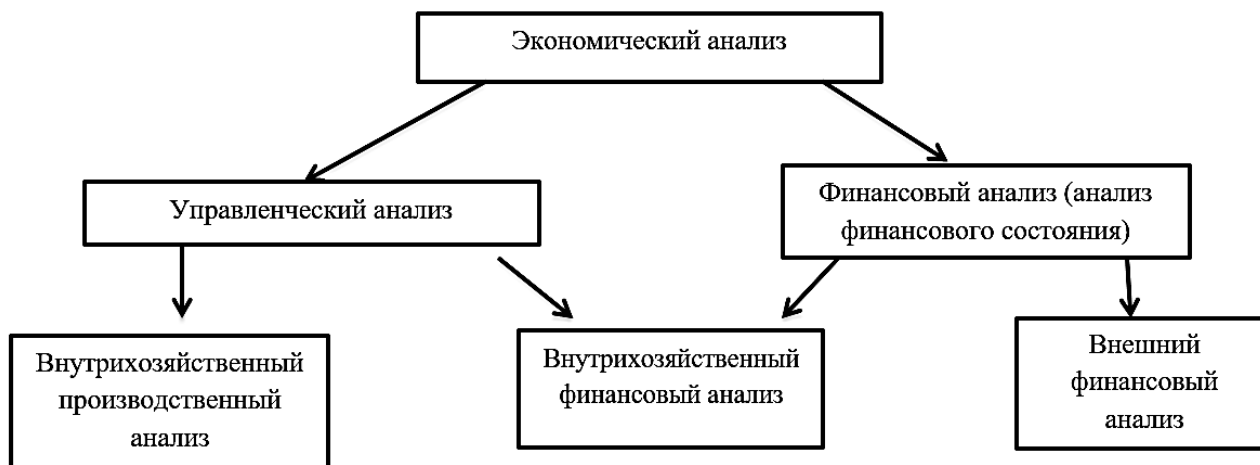 Экономический анализ
Управленческий анализ
Финансовый анализ (анализ
финансового состояния)
Внутрихозяйственный
производственный
анализ
Внутрихозяйственный
финансовый анализ
Внешний
финансовый
анализ